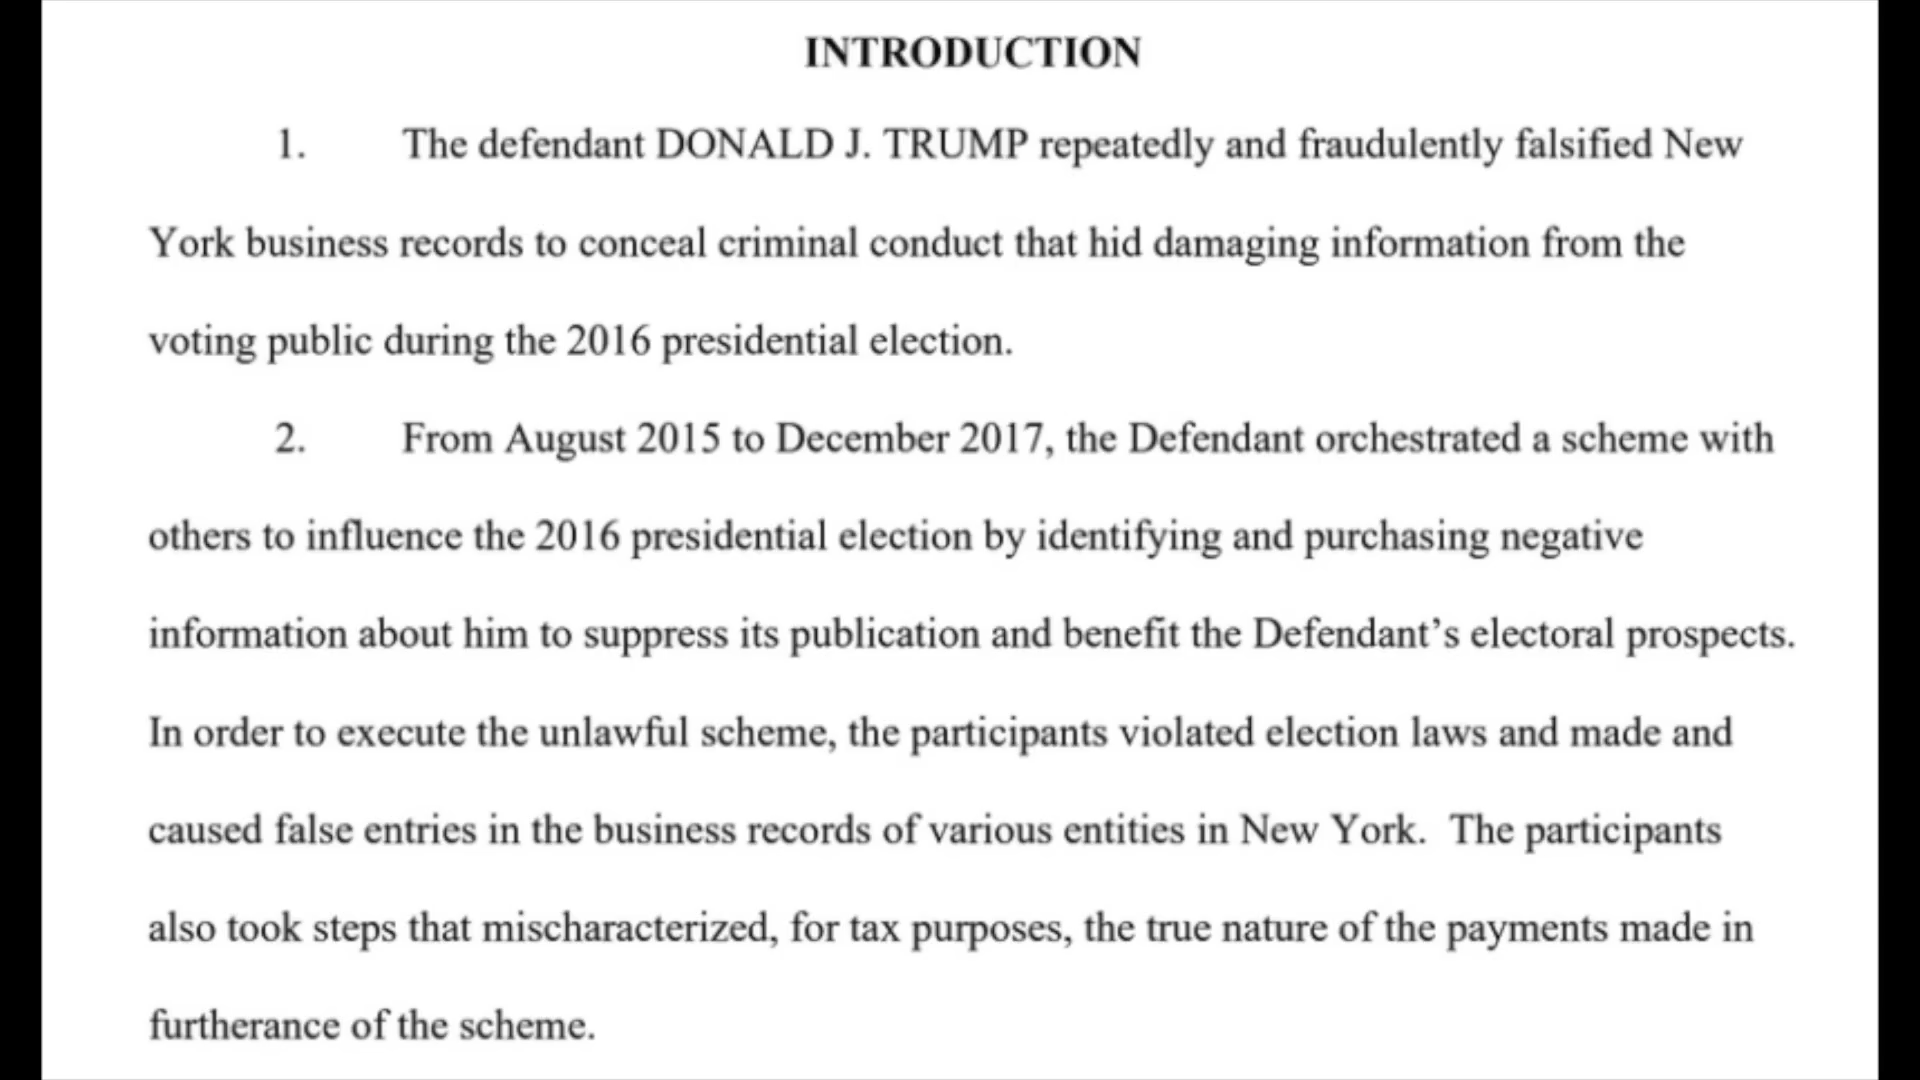 INTRODUCTION
1. The defendant DONALD J. TRUMP repeatedly and fraudulently falsified New
York business records to conceal criminal conduct that hid damaging information from the
voting public during the 2016 presidential election.
2. From August 2015 to December 2017, the Defendant orchestrated a scheme with
others to influence the 2016 presidential election by identifying and purchasing negative
information about him to suppress its publication and benefit the Defendant’s electoral prospects.
In order to execute the unlawful scheme, the participants violated election laws and made and
caused false entries in the business records of various entities in New York.  The participants
also took steps that mischaracterized, for tax purposes, the true nature of the payments made in
furtherance of the scheme.